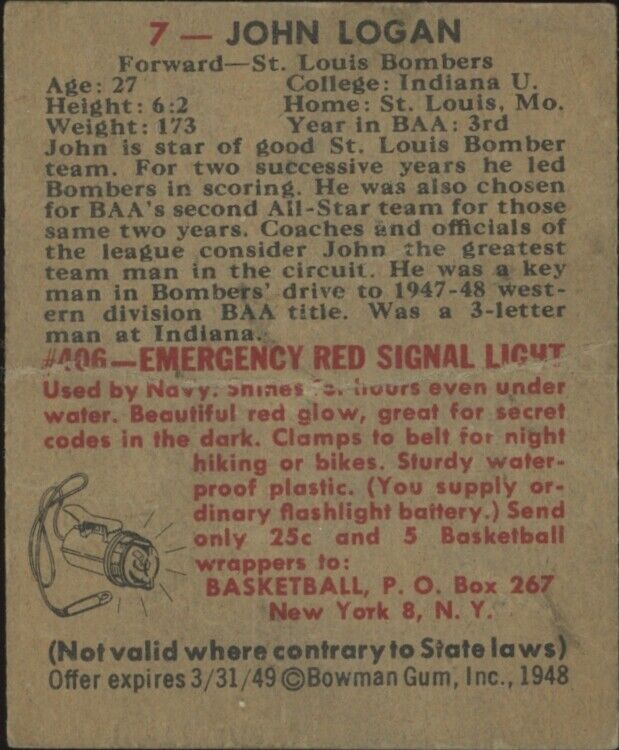 7 — JOHN LOGAN
Forward—St. Louis Bombers
Age: 27 College: Indiana U.
Height: 6:2 Home: St. Louis, Mo.
Weight: 173 Year in BAA: 3rd
John is star of good St. Louis Bomber
team. For two successive years he led
Bombers in scoring. He was also chosen
for BAA's second All-Star team for those
same two years. Coaches and officials of
the league consider John the greatest
team man in the circuit. He was a key
man in Bombers' drive to 1947-48 west-
ern division BAA title. Was a 3-letter
man at Indiana.
#406—EMERGENCY RED SIGNAL LIGHT
Used by Navy. Shines for hours even under
water. Beautiful red glow, great for secret
codes in the dark. Clamps to belt for night
hiking or bikes. Sturdy water-
proof plastic. (You supply or-
dinary flashlight battery.) Send
only 25c and 5 Basketball
wrappers to:
BASKETBALL, P. O. Box 267
New York 8, N. Y.
(Not valid where contrary to State laws)
Offer expires 3/31/49 ©Bowman Gum, Inc., 1948